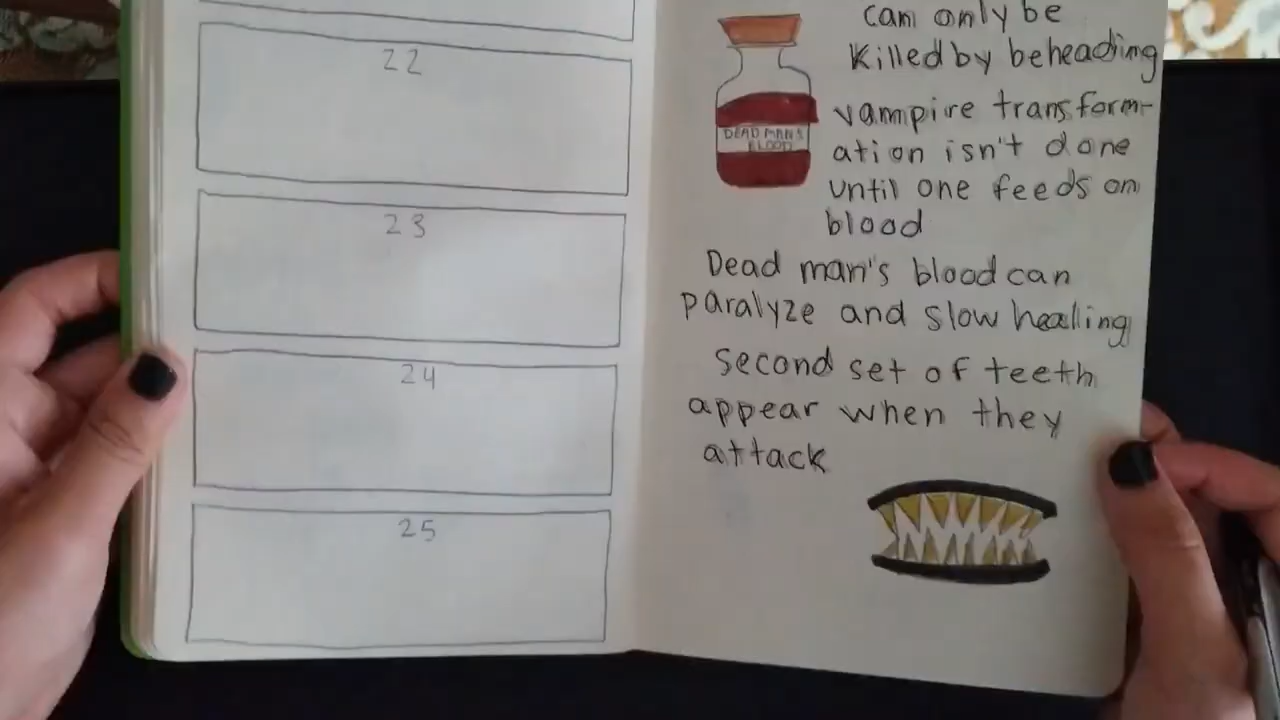 22
23
24
25
can only be
killed by beheading
DEAD MAN'S
BLOOD
vampire transform-
ation isn't done
until one feeds on
blood
Dead man's blood can
paralyze and slow healing
second set of teeth
appear when they
attack